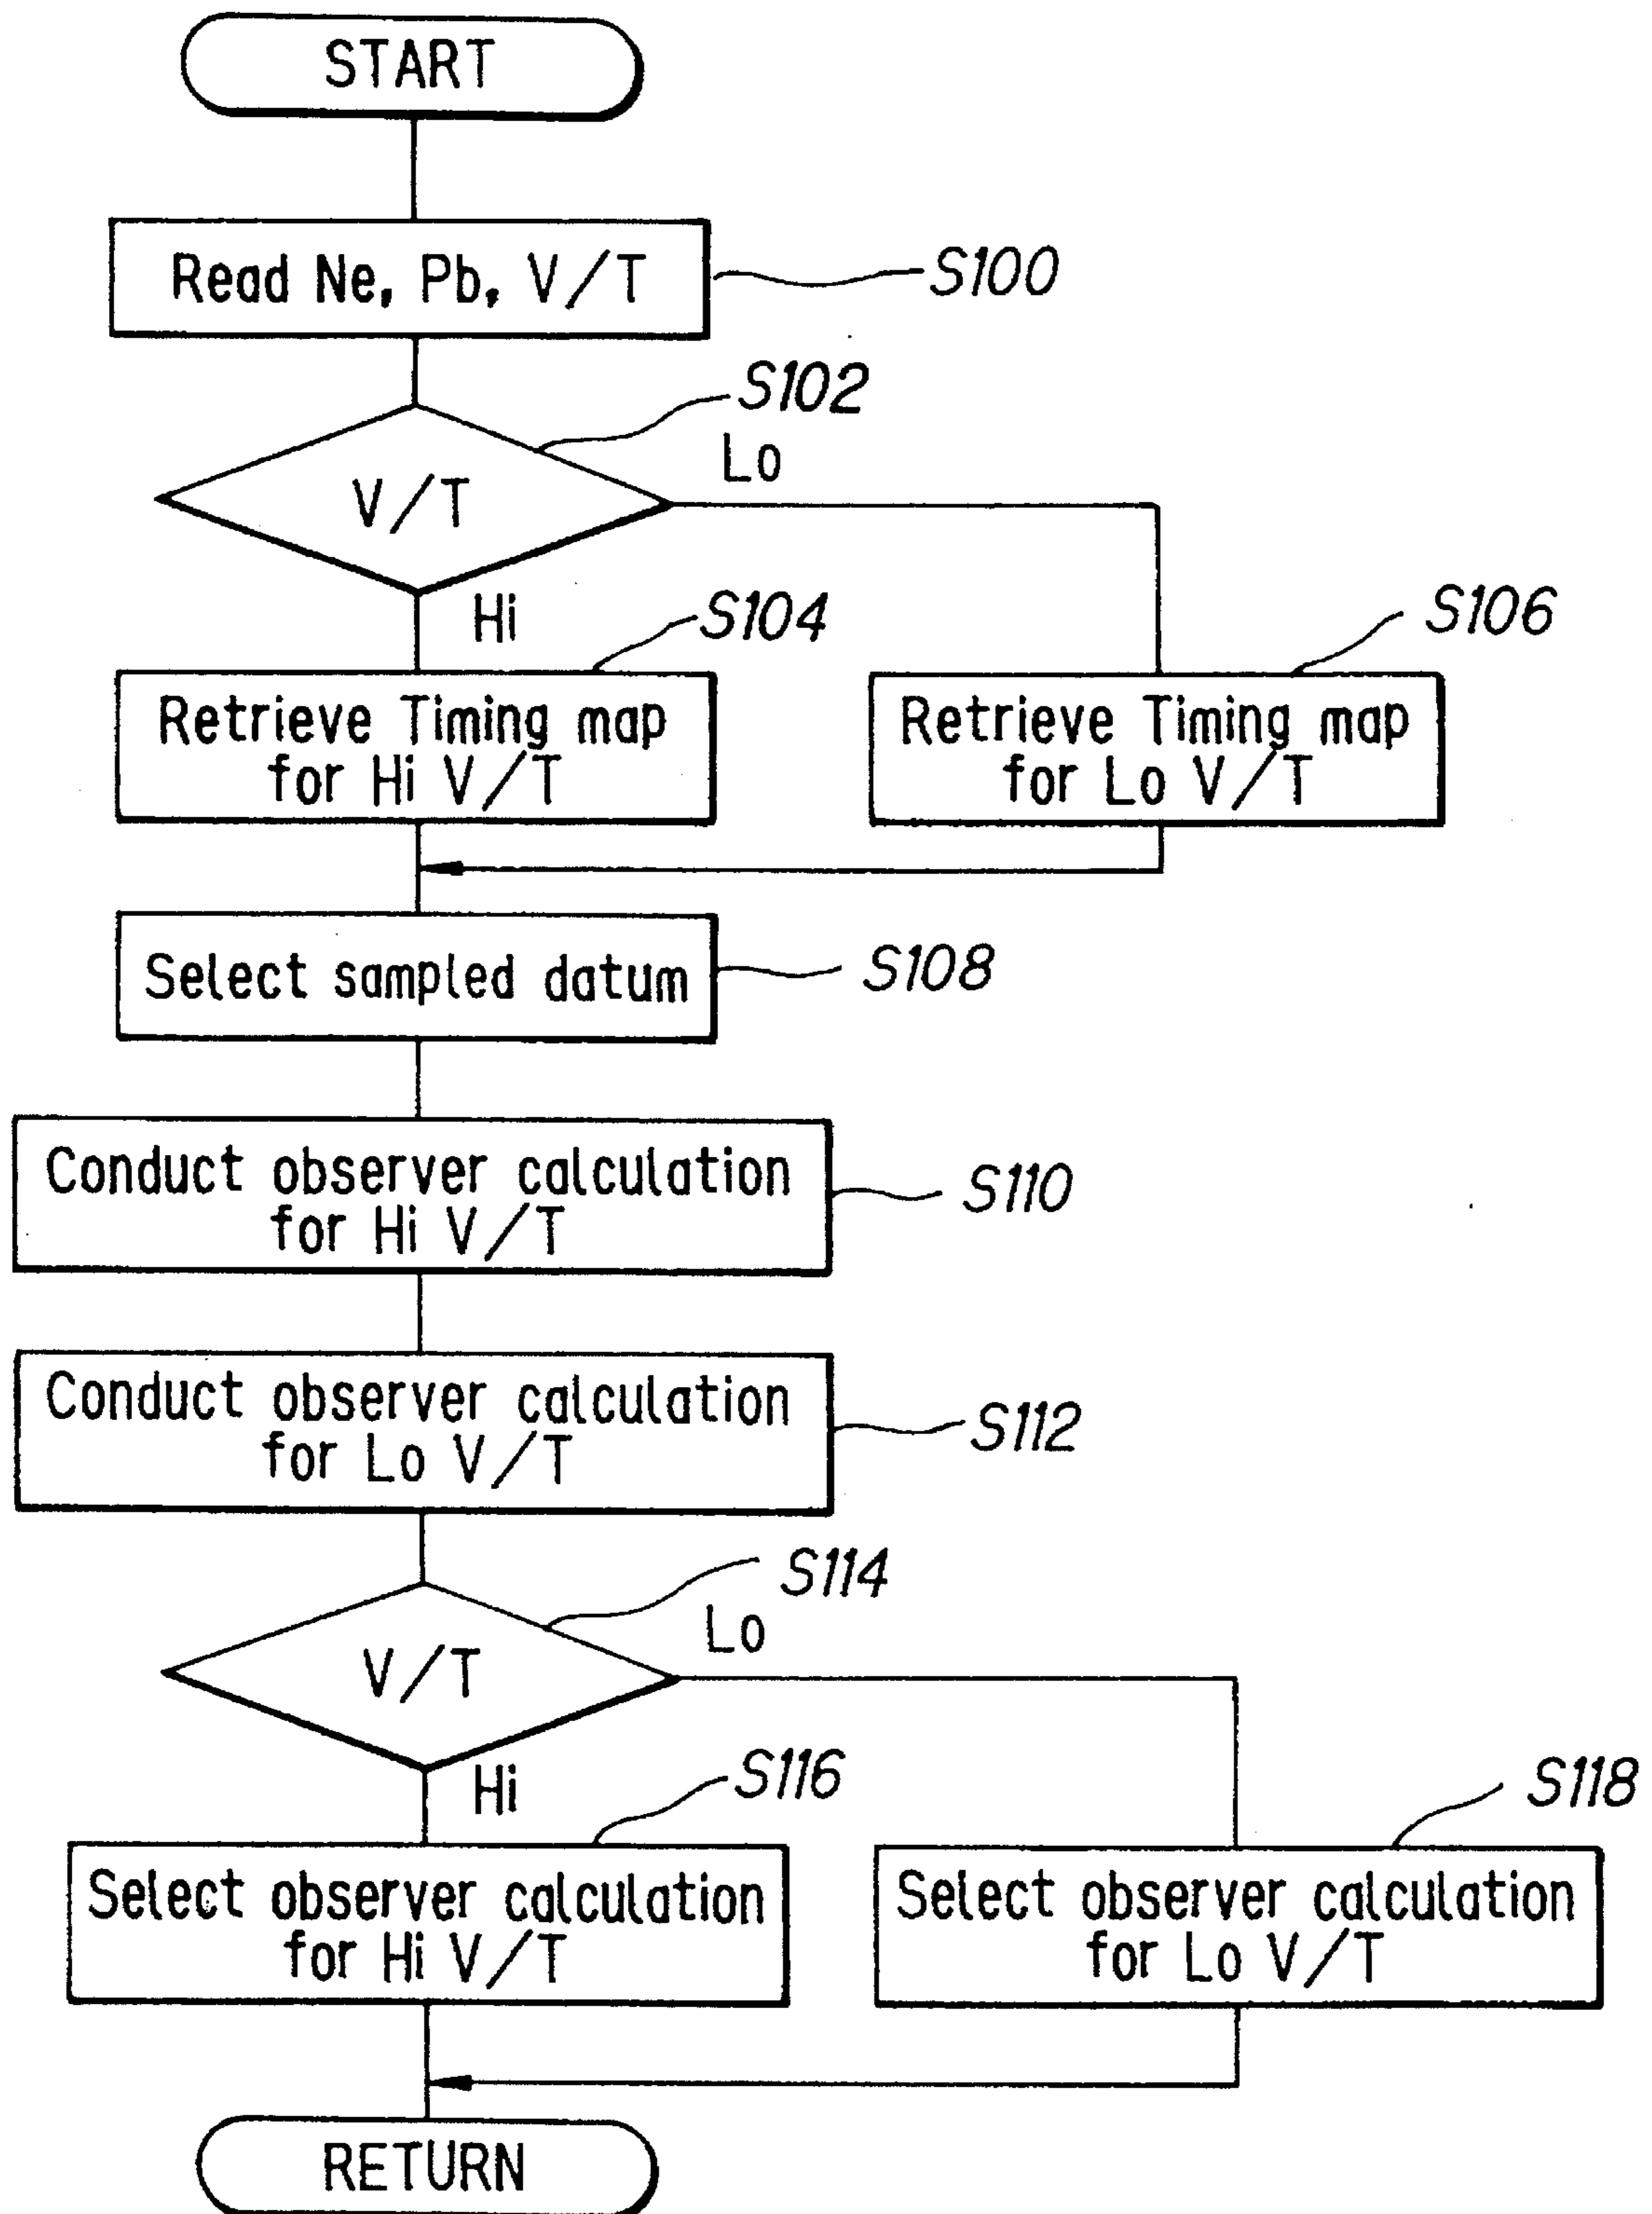 START
Read Ne, Pb, V/T
S100
S102
V/T
Lo
Hi
S104
S106
Retrieve Timing map
for Hi V/T
Retrieve Timing map
for Lo V/T
Select sampled datum
S108
Conduct observer calculation
for Hi V/T
S110
Conduct observer calculation
for Lo V/T
S112
S114
V/T
Lo
Hi
S116
S118
Select observer calculation
for Hi V/T
Select observer calculation
for Lo V/T
RETURN